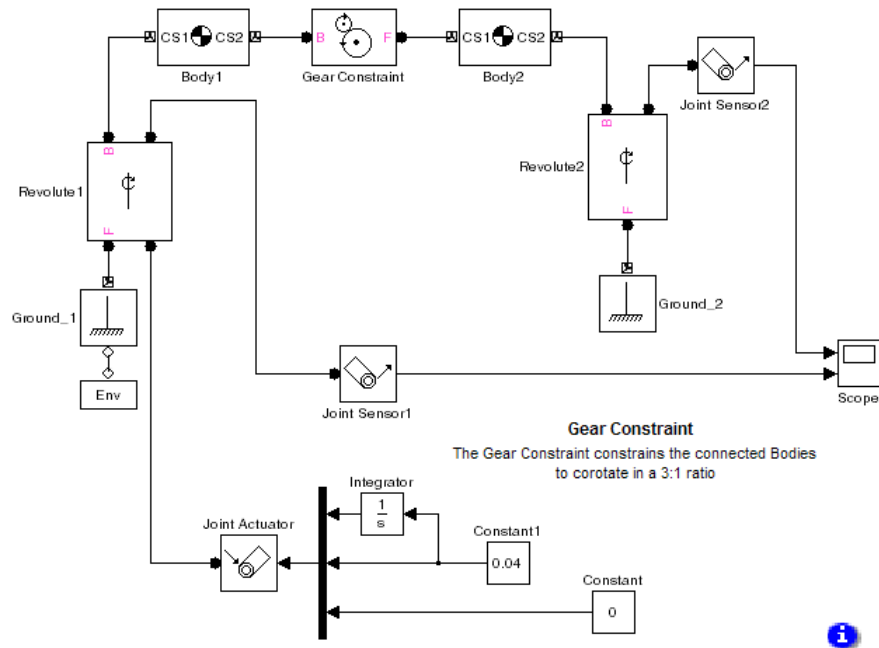 CS1 CS2
Body1
B F
Gear Constraint
CS1 CS2
Body2
Joint Sensor2
B
Revolute1
F
B
Revolute2
F
Ground_1
Env
Ground_2
Joint Sensor1
Scope
Gear Constraint
The Gear Constraint constrains the connected Bodies
to corotate in a 3:1 ratio
Integrator
1
s
Joint Actuator
Constant1
0.04
Constant
0
i